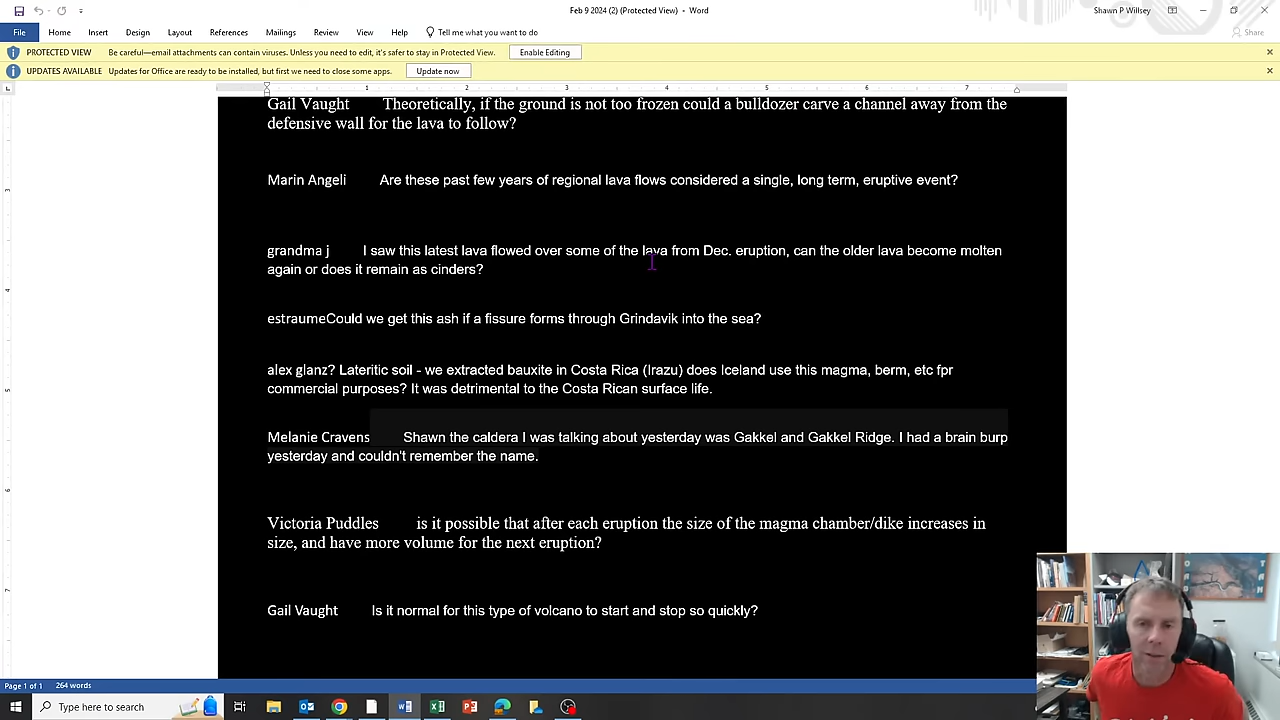 Feb 9 2024 (2) (Protected View) - Word
Shawn P Willsey
File Home Insert Design Layout References Mailings Review View Help Tell me what you want to do
Share
PROTECTED VIEW Be careful—email attachments can contain viruses. Unless you need to edit, it's safer to stay in Protected View. Enable Editing
UPDATES AVAILABLE Updates for Office are ready to be installed, but first we need to close some apps. Update now
1 2 3 4 5 6 7
Gail Vaught Theoretically, if the ground is not too frozen could a bulldozer carve a channel away from the
defensive wall for the lava to follow?
Marin Angeli Are these past few years of regional lava flows considered a single, long term, eruptive event?
grandma j I saw this latest lava flowed over some of the lava from Dec. eruption, can the older lava become molten
again or does it remain as cinders?
estraumeCould we get this ash if a fissure forms through Grindavik into the sea?
alex glanz? Lateritic soil - we extracted bauxite in Costa Rica (Irazu) does Iceland use this magma, berm, etc fpr
commercial purposes? It was detrimental to the Costa Rican surface life.
Melanie Cravens Shawn the caldera I was talking about yesterday was Gakkel and Gakkel Ridge. I had a brain burp
yesterday and couldn't remember the name.
Victoria Puddles is it possible that after each eruption the size of the magma chamber/dike increases in
size, and have more volume for the next eruption?
Gail Vaught Is it normal for this type of volcano to start and stop so quickly?
Page 1 of 1 264 words
Type here to search